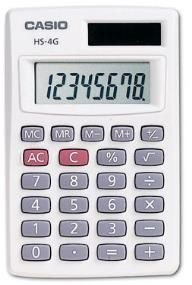 CASIO
HS-4G
12345678.
MC MR M− M+ +/−
AC C % √
7 8 9 ÷
4 5 6 ×
1 2 3 −
0 · = +